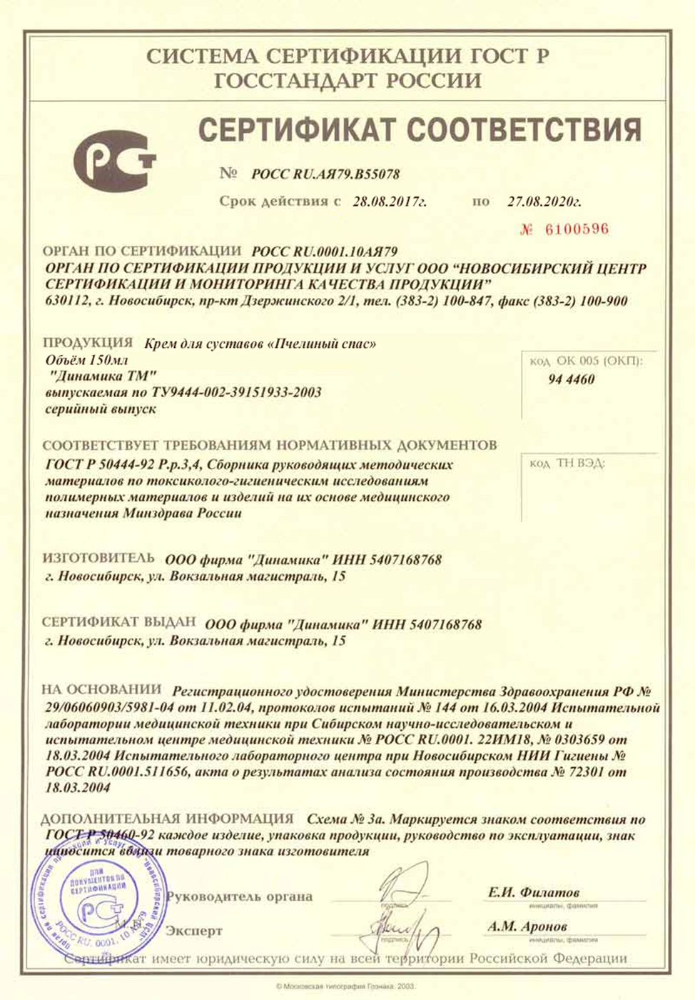 СИСТЕМА СЕРТИФИКАЦИИ ГОСТ Р
ГОССТАНДАРТ РОССИИ
СЕРТИФИКАТ СООТВЕТСТВИЯ
№ РОСС RU.АЯ79.В55078
Срок действия с 28.08.2017г. по 27.08.2020г.
№ 6100596
ОРГАН ПО СЕРТИФИКАЦИИ РОСС RU.0001.10АЯ79
ОРГАН ПО СЕРТИФИКАЦИИ ПРОДУКЦИИ И УСЛУГ ООО “НОВОСИБИРСКИЙ ЦЕНТР
СЕРТИФИКАЦИИ И МОНИТОРИНГА КАЧЕСТВА ПРОДУКЦИИ”
630112, г. Новосибирск, пр-кт Дзержинского 2/1, тел. (383-2) 100-847, факс (383-2) 100-900
ПРОДУКЦИЯ Крем для суставов «Пчелиный спас»
Объём 150мл
"Динамика ТМ"
выпускаемая по ТУ9444-002-39151933-2003
серийный выпуск
код ОК 005 (ОКП):
94 4460
СООТВЕТСТВУЕТ ТРЕБОВАНИЯМ НОРМАТИВНЫХ ДОКУМЕНТОВ
ГОСТ Р 50444-92 Р.р.3,4, Сборника руководящих методических
материалов по токсиколого-гигиеническим исследованиям
полимерных материалов и изделий на их основе медицинского
назначения Минздрава России
код ТН ВЭД:
ИЗГОТОВИТЕЛЬ ООО фирма "Динамика" ИНН 5407168768
г. Новосибирск, ул. Вокзальная магистраль, 15
СЕРТИФИКАТ ВЫДАН ООО фирма "Динамика" ИНН 5407168768
г. Новосибирск, ул. Вокзальная магистраль, 15
НА ОСНОВАНИИ Регистрационного удостоверения Министерства Здравоохранения РФ №
29/06060903/5981-04 от 11.02.04, протоколов испытаний № 144 от 16.03.2004 Испытательной
лаборатории медицинской техники при Сибирском научно-исследовательском и
испытательном центре медицинской техники № РОСС RU.0001. 22ИМ18, № 0303659 от
18.03.2004 Испытательного лабораторного центра при Новосибирском НИИ Гигиены №
РОСС RU.0001.511656, акта о результатах анализа состояния производства № 72301 от
18.03.2004
ДОПОЛНИТЕЛЬНАЯ ИНФОРМАЦИЯ Схема № 3а. Маркируется знаком соответствия по
ГОСТ Р 50460-92 каждое изделие, упаковка продукции, руководство по эксплуатации, знак
наносится вблизи товарного знака изготовителя
ДЛЯ
ДОКУМЕНТОВ ПО
СЕРТИФИКАЦИИ
РОСС RU. 0001. 10 АЯ79
М.П.
Руководитель органа
подпись
Е.И. Филатов
инициалы, фамилия
Эксперт
подпись
А.М. Аронов
инициалы, фамилия
Сертификат имеет юридическую силу на всей территории Российской Федерации
© Московская типография Гознака. 2003.